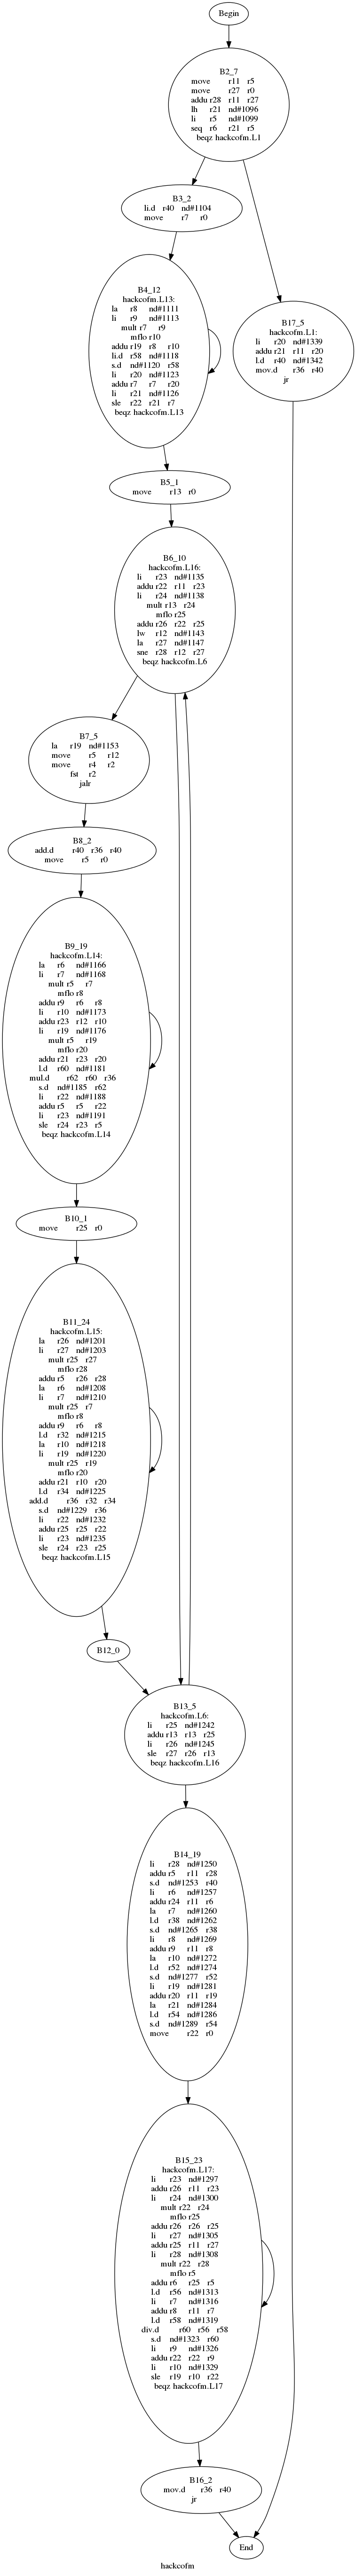 Begin
B2_7
move r11 r5
move r27 r0
addu r28 r11 r27
lh r21 nd#1096
li r5 nd#1099
seq r6 r21 r5
beqz hackcofm.L1
B3_2
li.d r40 nd#1104
move r7 r0
B4_12
hackcofm.L13:
la r8 nd#1111
li r9 nd#1113
mult r7 r9
mflo r10
addu r19 r8 r10
li.d r58 nd#1118
s.d nd#1120 r58
li r20 nd#1123
addu r7 r7 r20
li r21 nd#1126
sle r22 r21 r7
beqz hackcofm.L13
B17_5
hackcofm.L1:
li r20 nd#1339
addu r21 r11 r20
l.d r40 nd#1342
mov.d r36 r40
jr
B5_1
move r13 r0
B6_10
hackcofm.L16:
li r23 nd#1135
addu r22 r11 r23
li r24 nd#1138
mult r13 r24
mflo r25
addu r26 r22 r25
lw r12 nd#1143
la r27 nd#1147
sne r28 r12 r27
beqz hackcofm.L6
B7_5
la r19 nd#1153
move r5 r12
move r4 r2
fst r2
jalr
B8_2
add.d r40 r36 r40
move r5 r0
B9_19
hackcofm.L14:
la r6 nd#1166
li r7 nd#1168
mult r5 r7
mflo r8
addu r9 r6 r8
li r10 nd#1173
addu r23 r12 r10
li r19 nd#1176
mult r5 r19
mflo r20
addu r21 r23 r20
l.d r60 nd#1181
mul.d r62 r60 r36
s.d nd#1185 r62
li r22 nd#1188
addu r5 r5 r22
li r23 nd#1191
sle r24 r23 r5
beqz hackcofm.L14
B10_1
move r25 r0
B11_24
hackcofm.L15:
la r26 nd#1201
li r27 nd#1203
mult r25 r27
mflo r28
addu r5 r26 r28
la r6 nd#1208
li r7 nd#1210
mult r25 r7
mflo r8
addu r9 r6 r8
l.d r32 nd#1215
la r10 nd#1218
li r19 nd#1220
mult r25 r19
mflo r20
addu r21 r10 r20
l.d r34 nd#1225
add.d r36 r32 r34
s.d nd#1229 r36
li r22 nd#1232
addu r25 r25 r22
li r23 nd#1235
sle r24 r23 r25
beqz hackcofm.L15
B12_0
B13_5
hackcofm.L6:
li r25 nd#1242
addu r13 r13 r25
li r26 nd#1245
sle r27 r26 r13
beqz hackcofm.L16
B14_19
li r28 nd#1250
addu r5 r11 r28
s.d nd#1253 r40
li r6 nd#1257
addu r24 r11 r6
la r7 nd#1260
l.d r38 nd#1262
s.d nd#1265 r38
li r8 nd#1269
addu r9 r11 r8
la r10 nd#1272
l.d r52 nd#1274
s.d nd#1277 r52
li r19 nd#1281
addu r20 r11 r19
la r21 nd#1284
l.d r54 nd#1286
s.d nd#1289 r54
move r22 r0
B15_23
hackcofm.L17:
li r23 nd#1297
addu r26 r11 r23
li r24 nd#1300
mult r22 r24
mflo r25
addu r26 r26 r25
li r27 nd#1305
addu r25 r11 r27
li r28 nd#1308
mult r22 r28
mflo r5
addu r6 r25 r5
l.d r56 nd#1313
li r7 nd#1316
addu r8 r11 r7
l.d r58 nd#1319
div.d r60 r56 r58
s.d nd#1323 r60
li r9 nd#1326
addu r22 r22 r9
li r10 nd#1329
sle r19 r10 r22
beqz hackcofm.L17
B16_2
mov.d r36 r40
jr
End
hackcofm